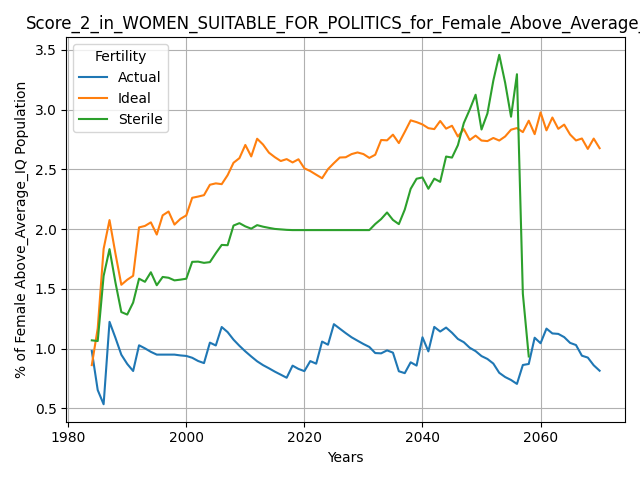 Score_2_in_WOMEN_SUITABLE_FOR_POLITICS_for_Female_Above_Average_
Fertility
Actual
Ideal
Sterile
% of Female Above_Average_IQ Population
3.5
3.0
2.5
2.0
1.5
1.0
0.5
1980
2000
2020
2040
2060
Years